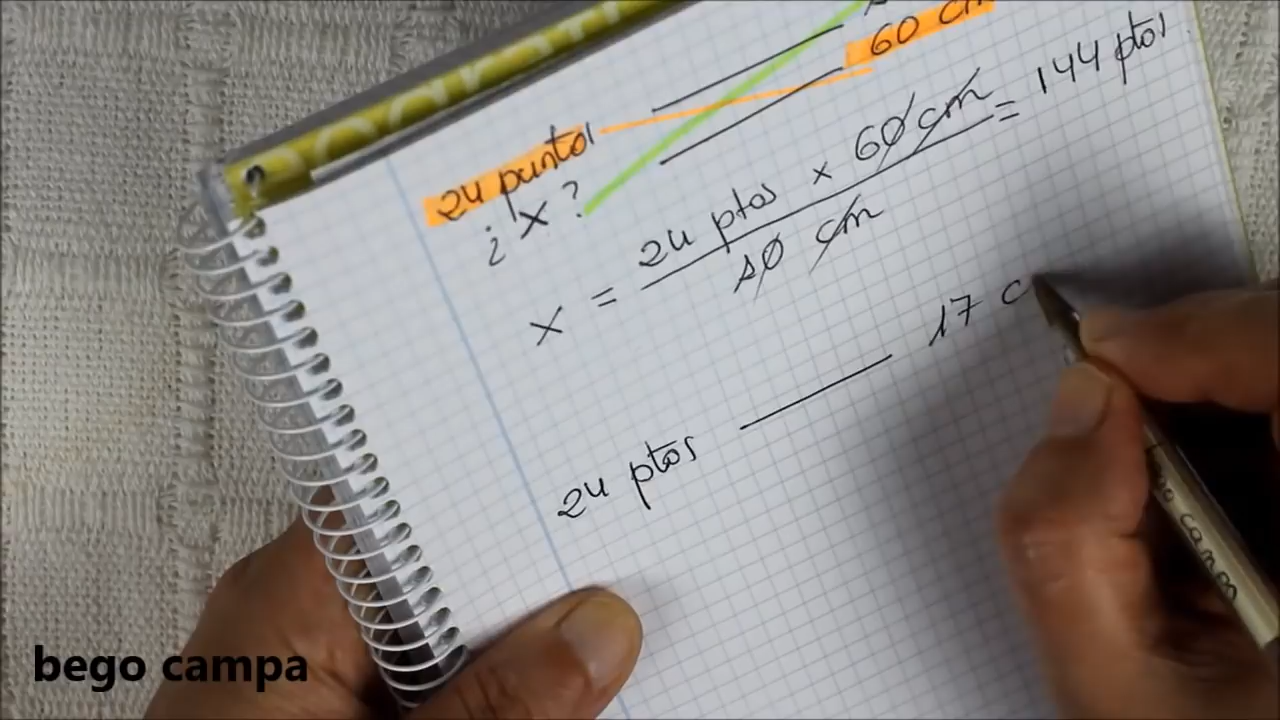 60 cm
24 puntos
¿ X ?
24 ptos x 60 cm
X = = 144 ptos
10 cm
24 ptos 17 c
bego campa